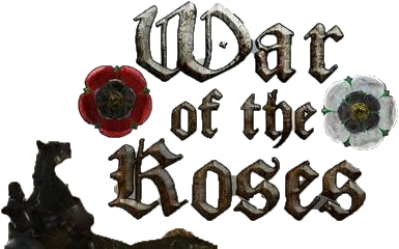 War
of the
Roses